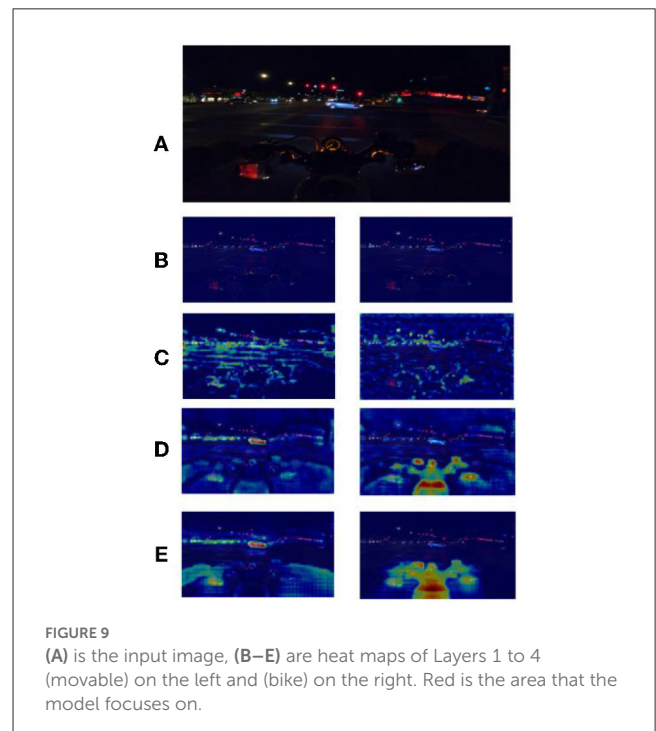 A
B
C
D
E
FIGURE 9
(A) is the input image, (B–E) are heat maps of Layers 1 to 4
(movable) on the left and (bike) on the right. Red is the area that the
model focuses on.